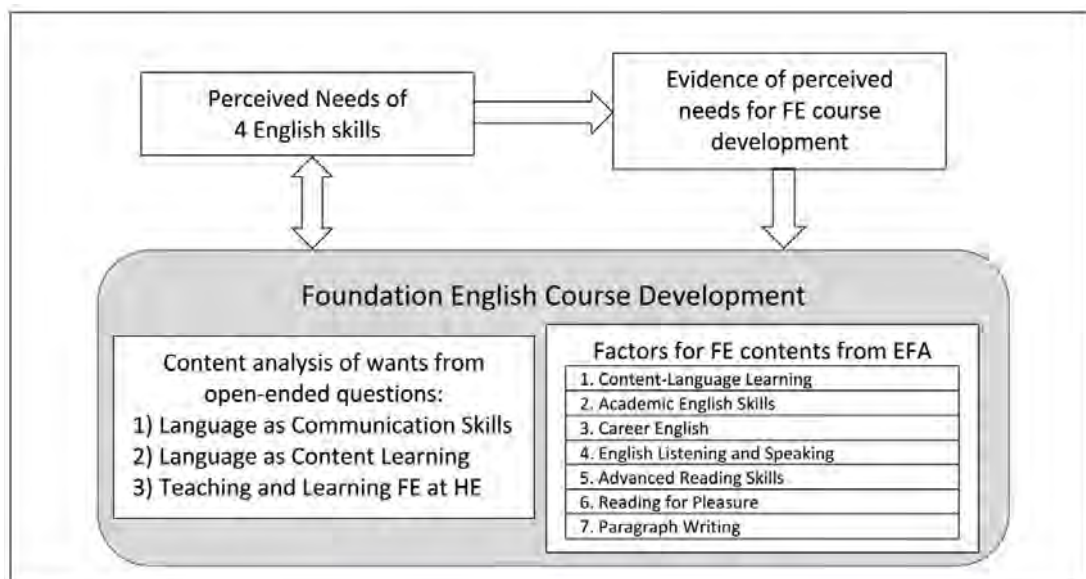 Perceived Needs of
4 English skills
Evidence of perceived
needs for FE course
development
Foundation English Course Development
Content analysis of wants from
open-ended questions:
1) Language as Communication Skills
2) Language as Content Learning
3) Teaching and Learning FE at HE
Factors for FE contents from EFA
1. Content-Language Learning
2. Academic English Skills
3. Career English
4. English Listening and Speaking
5. Advanced Reading Skills
6. Reading for Pleasure
7. Paragraph Writing